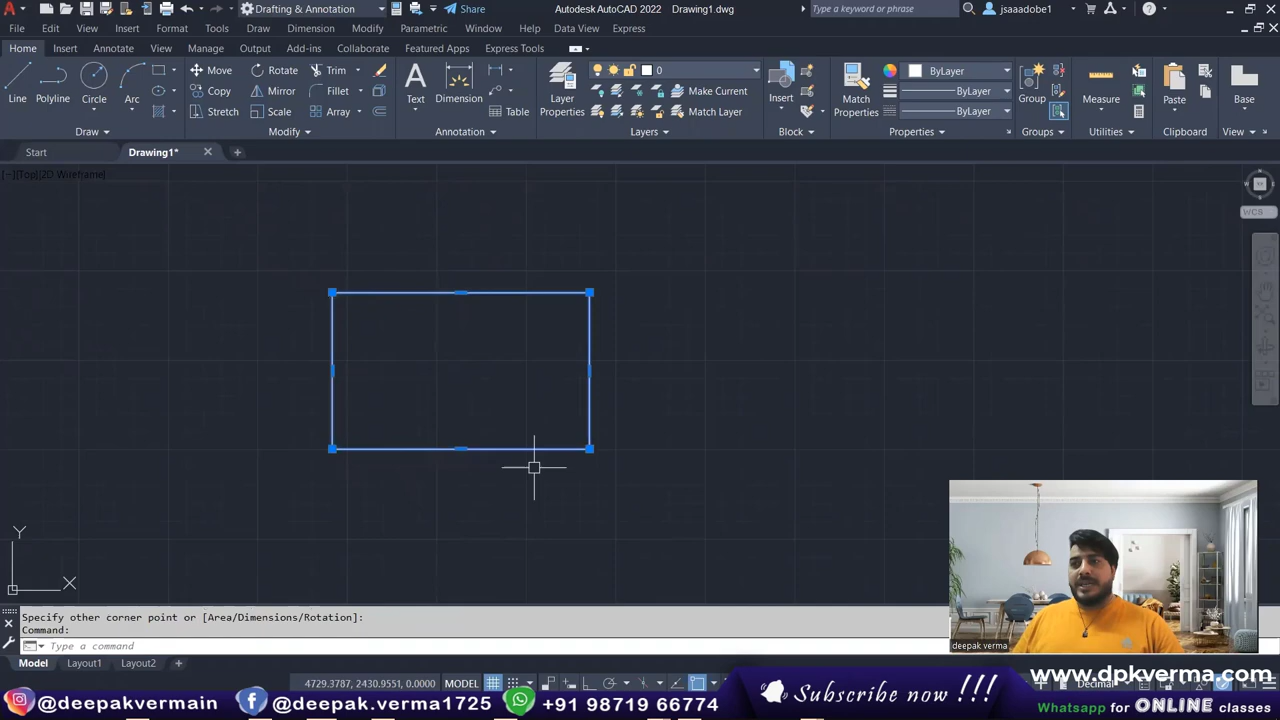 Drafting & Annotation
Share
Autodesk AutoCAD 2022 Drawing1.dwg
Type a keyword or phrase
jsaaadobe1
File Edit View Insert Format Tools Draw Dimension Modify Parametric Window Help Data View Express
Home Insert Annotate View Manage Output Add-ins Collaborate Featured Apps Express Tools
Line Polyline Circle Arc
Move Rotate Trim
Copy Mirror Fillet
Stretch Scale Array
Text Dimension Table
Layer Properties
0
Make Current
Match Layer
Insert
Match Properties
ByLayer
ByLayer
ByLayer
Group Measure Paste Base
Draw Modify Annotation Layers Block Properties Groups Utilities Clipboard View
Start Drawing1*
[−][Top][2D Wireframe]
W
WCS
Y
X
deepak verma
Specify other corner point or [Area/Dimensions/Rotation]:
Command:
Type a command
Model Layout1 Layout2
4729.3787, 2430.9551, 0.0000 MODEL
Decimal
@deepakvermain @deepak.verma1725 +91 98719 66774
Subscribe now !!!
www.dpkverma.com
Whatsapp for ONLINE classes